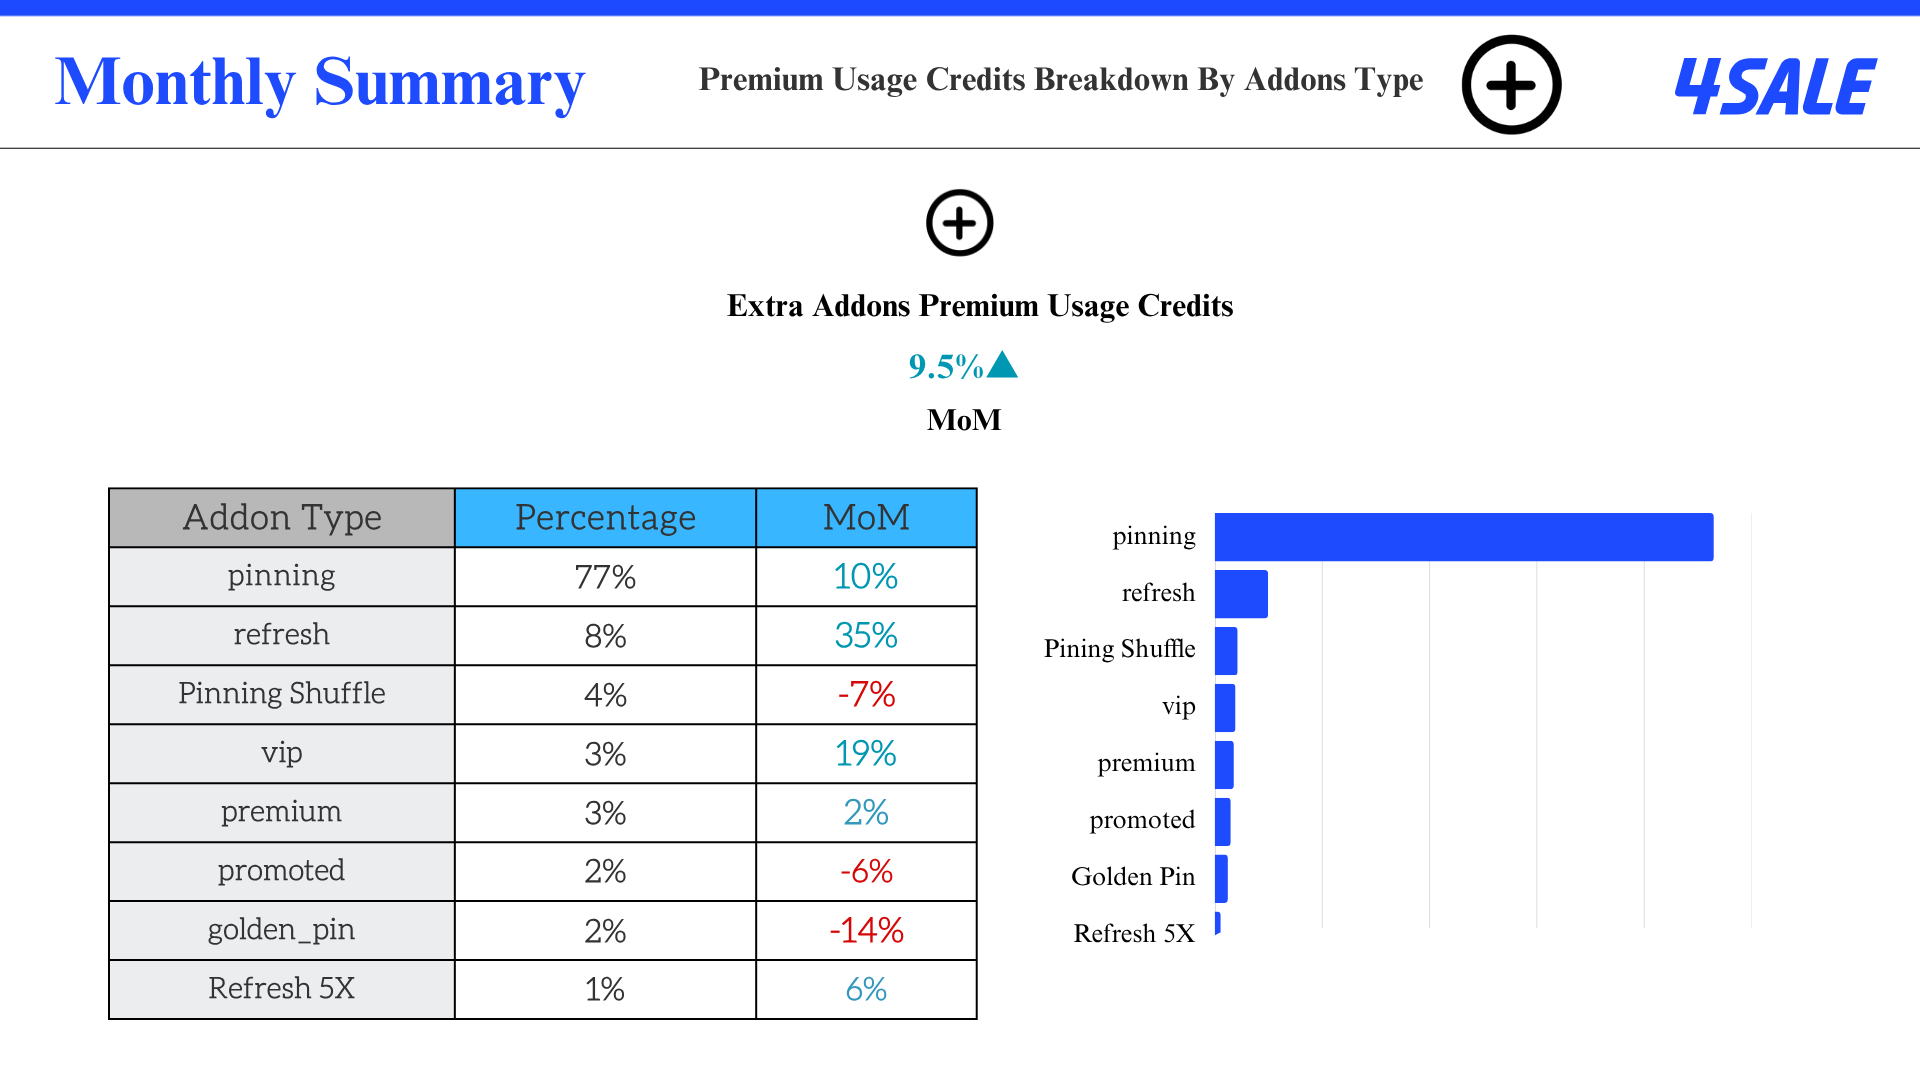 Monthly Summary
Premium Usage Credits Breakdown By Addons Type
4SALE
Extra Addons Premium Usage Credits
9.5%
MoM
Addon Type Percentage MoM
pinning 77% 10%
refresh 8% 35%
Pinning Shuffle 4% -7%
vip 3% 19%
premium 3% 2%
promoted 2% -6%
golden_pin 2% -14%
Refresh 5X 1% 6%
pinning
refresh
Pining Shuffle
vip
premium
promoted
Golden Pin
Refresh 5X